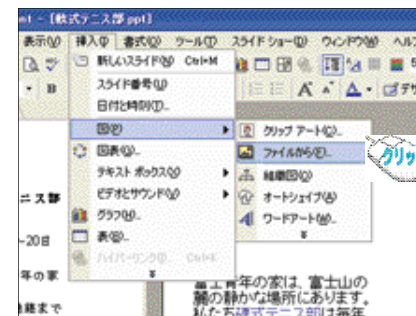 nt - [軟式テニス部.ppt]
表示(V) 挿入(I) 書式(O) ツール(T) スライド ショー(D) ウィンドウ(W) ヘル
新しいスライド(N) Ctrl+M
スライド番号(U)
日付と時刻(T)...
図(P)
図表(G)...
テキスト ボックス(X)
ビデオとサウンド(V)
グラフ(H)...
表(B)...
ハイパーリンク(I)... Ctrl+K
クリップ アート(C)...
ファイルから(F)...
組織図(O)
オートシェイプ(A)
ワードアート(W)...
クリッ
ニス部
~20日
年の家
富士青年の家は、富士山の
麓の静かな場所にあります。
私たち硬式テニス部は毎年